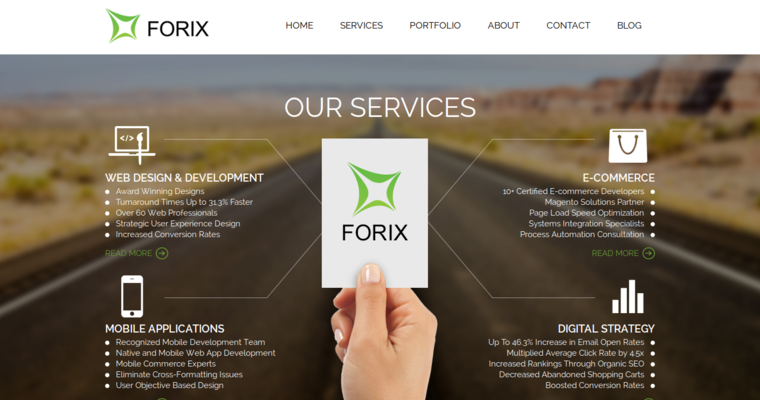 FORIX
HOME SERVICES PORTFOLIO ABOUT CONTACT BLOG
OUR SERVICES
</>
WEB DESIGN & DEVELOPMENT
Award Winning Designs
Turnaround Times Up to 31.3% Faster
Over 60 Web Professionals
Strategic User Experience Design
Increased Conversion Rates
READ MORE
FORIX
E-COMMERCE
10+ Certified E-commerce Developers
Magento Solutions Partner
Page Load Speed Optimization
Systems Integration Specialists
Process Automation Consultation
READ MORE
MOBILE APPLICATIONS
Recognized Mobile Development Team
Native and Mobile Web App Development
Mobile Commerce Experts
Eliminate Cross-Formatting Issues
User Objective Based Design
DIGITAL STRATEGY
Up To 46.3% Increase in Email Open Rates
Multiplied Average Click Rate by 4.5x
Increased Rankings Through Organic SEO
Decreased Abandoned Shopping Carts
Boosted Conversion Rates